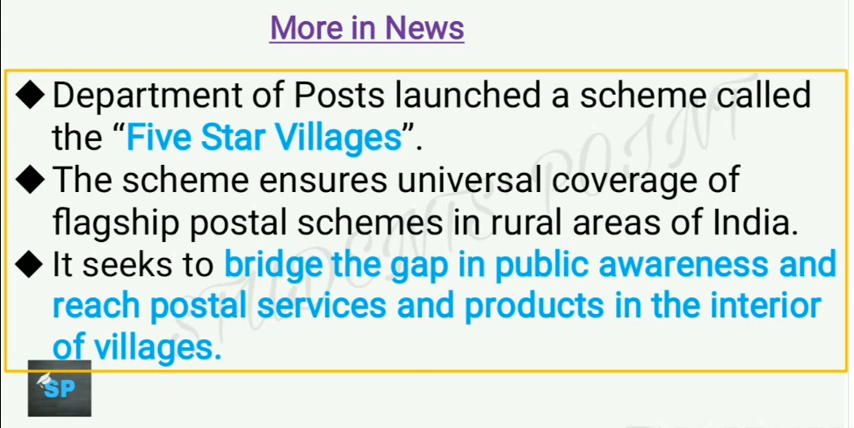 More in News
◆ Department of Posts launched a scheme called
the “Five Star Villages”.
◆ The scheme ensures universal coverage of
flagship postal schemes in rural areas of India.
◆ It seeks to bridge the gap in public awareness and
reach postal services and products in the interior
of villages.
STUDENTS POINT
SP